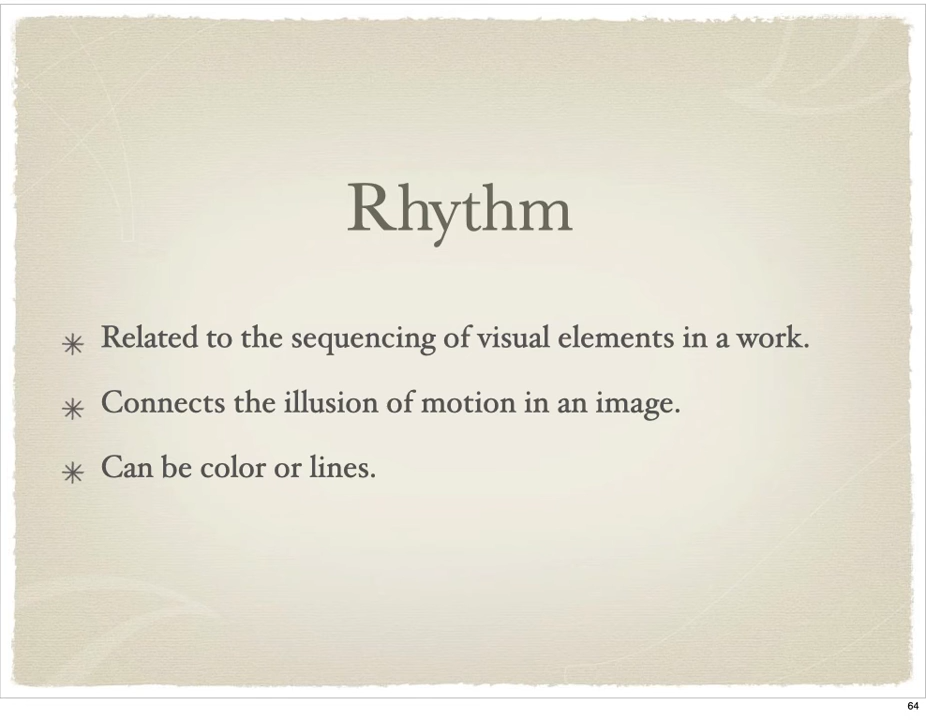 Rhythm
Related to the sequencing of visual elements in a work.
Connects the illusion of motion in an image.
Can be color or lines.
64